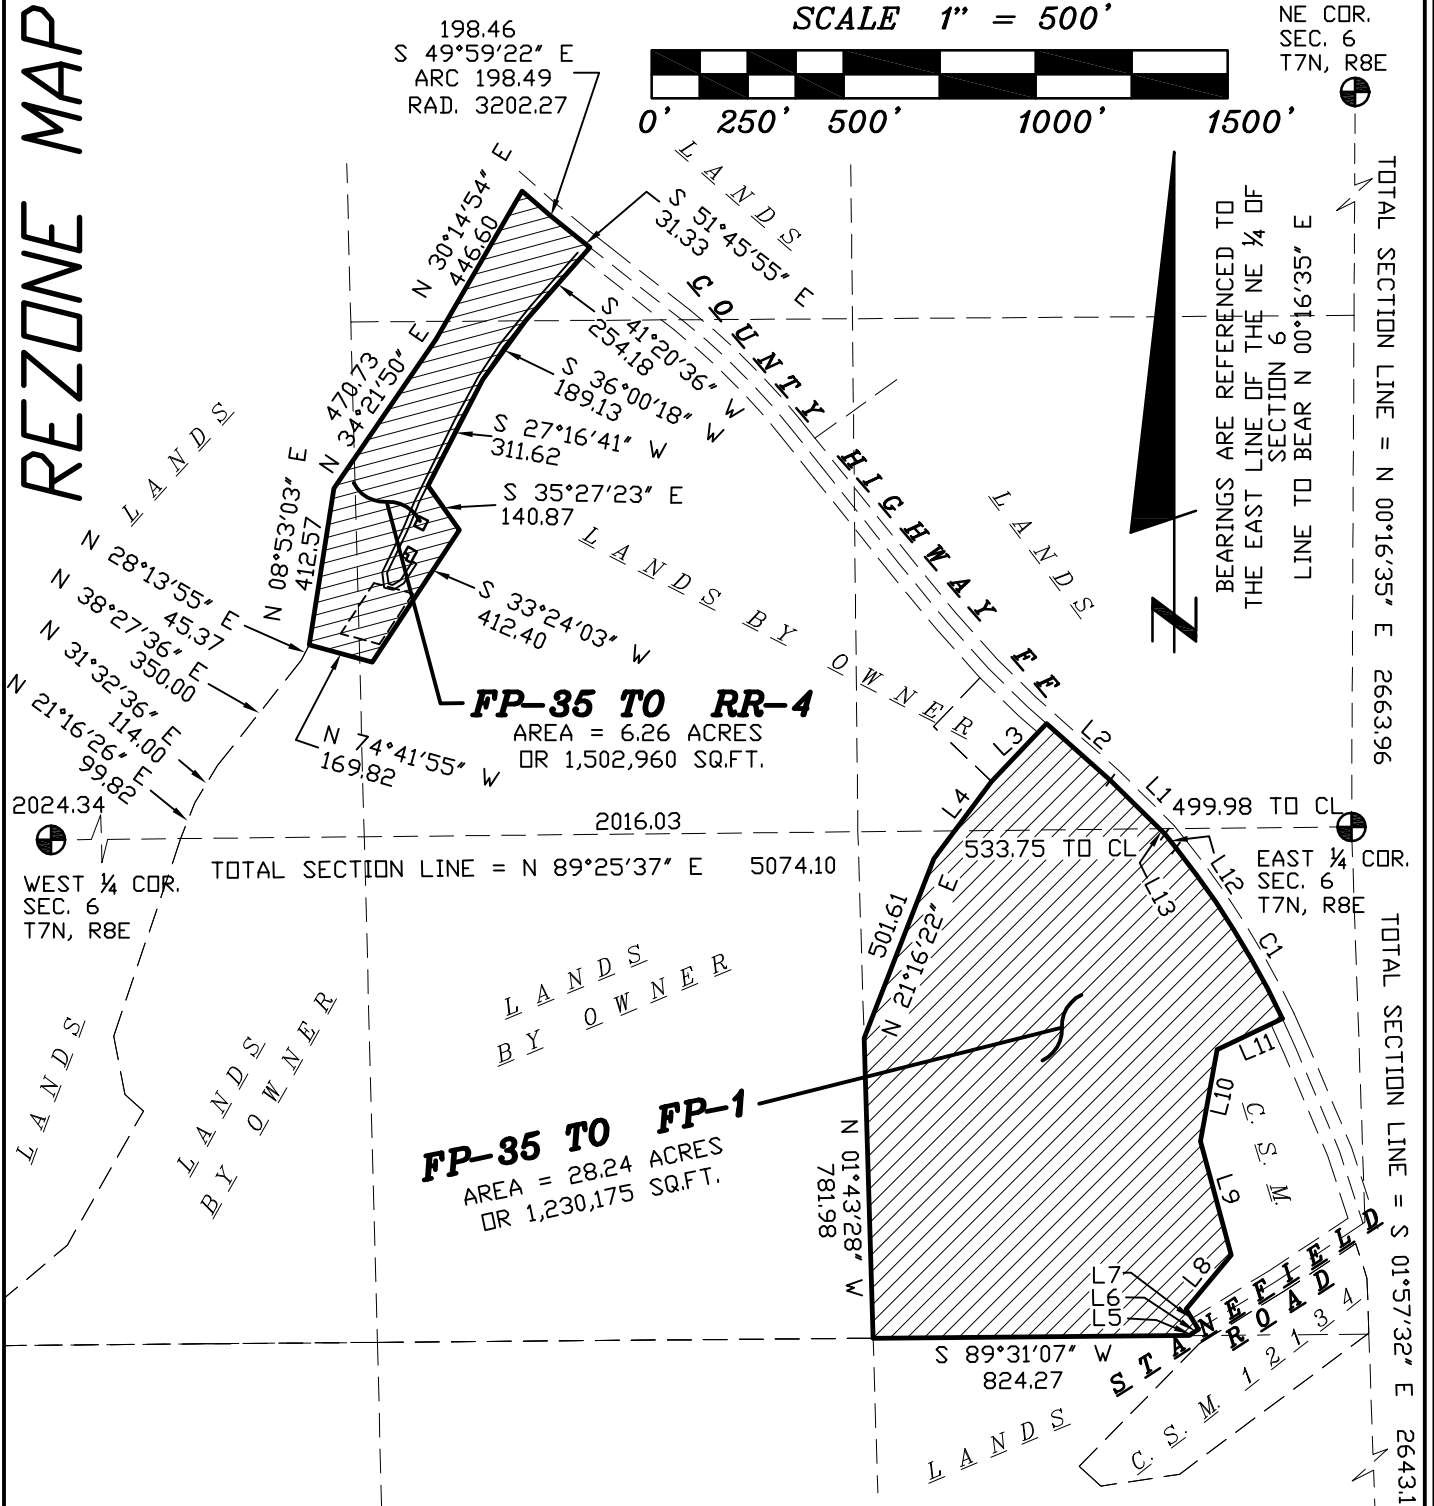 REZONE MAP
SCALE 1” = 500’
0’ 250’ 500’ 1000’ 1500’
NE COR.
SEC. 6
T7N, R8E
198.46
S 49°59’22” E
ARC 198.49
RAD. 3202.27
N 30°14’54” E
446.60
S 51°45’55” E
31.33
S 41°20’36” W
254.18
S 36°00’18” W
189.13
S 27°16’41” W
311.62
S 35°27’23” E
140.87
S 33°24’03” W
412.40
N 74°41’55” W
169.82
470.73
N 34°21’50” E
N 08°53’03” E
412.57
N 28°13’55” E
45.37
N 38°27’36” E
350.00
N 31°32’36” E
114.00
N 21°16’26” E
99.82
LANDS
LANDS
COUNTY HIGHWAY EE
LANDS
LANDS BY OWNER
BEARINGS ARE REFERENCED TO
THE EAST LINE OF THE NE ¼ OF
SECTION 6
LINE TO BEAR N 00°16’35” E
N
TOTAL SECTION LINE = N 00°16’35” E 2663.96
FP-35 TO RR-4
AREA = 6.26 ACRES
OR 1,502,960 SQ.FT.
2024.34
2016.03
WEST ¼ COR.
SEC. 6
T7N, R8E
TOTAL SECTION LINE = N 89°25’37” E 5074.10
499.98 TO CL
533.75 TO CL
EAST ¼ COR.
SEC. 6
T7N, R8E
L3
L2
L1
L4
L12
L13
C1
501.61
N 21°16’22” E
L11
L10
L9
L8
L7
L6
L5
LANDS
BY OWNER
LANDS
LANDS
BY OWNER
FP-35 TO FP-1
AREA = 28.24 ACRES
OR 1,230,175 SQ.FT.
N 01°43’28” W
781.98
C. S. M.
S 89°31’07” W
824.27
STANEFIELD
ROAD
C. S. M. 12134
LANDS
TOTAL SECTION LINE = S 01°57’32” E 2643.1